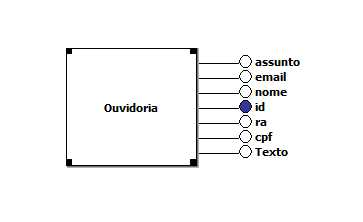 assunto
email
nome
Ouvidoria
id
ra
cpf
Texto